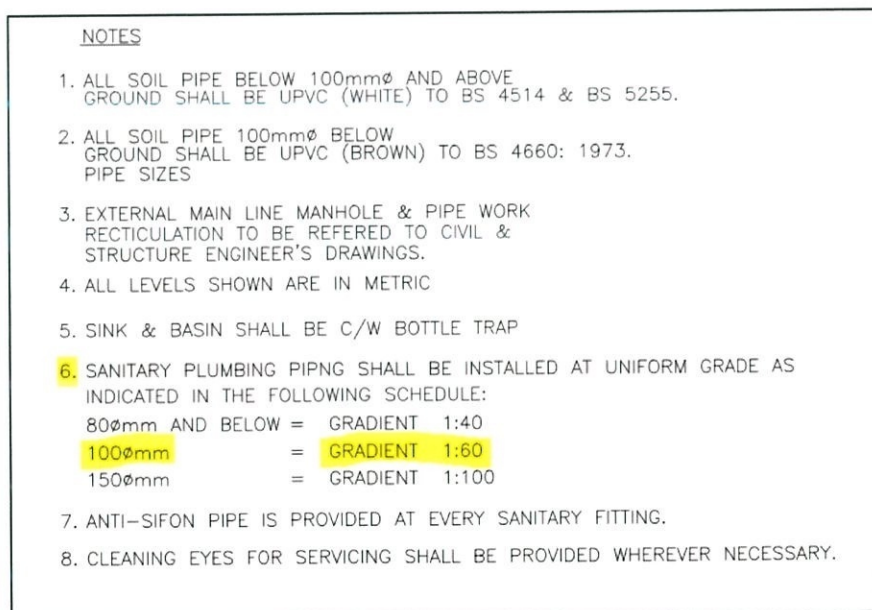 NOTES
1. ALL SOIL PIPE BELOW 100mmø AND ABOVE
GROUND SHALL BE UPVC (WHITE) TO BS 4514 & BS 5255.
2. ALL SOIL PIPE 100mmø BELOW
GROUND SHALL BE UPVC (BROWN) TO BS 4660: 1973.
PIPE SIZES
3. EXTERNAL MAIN LINE MANHOLE & PIPE WORK
RECTICULATION TO BE REFERED TO CIVIL &
STRUCTURE ENGINEER'S DRAWINGS.
4. ALL LEVELS SHOWN ARE IN METRIC
5. SINK & BASIN SHALL BE C/W BOTTLE TRAP
6. SANITARY PLUMBING PIPNG SHALL BE INSTALLED AT UNIFORM GRADE AS
INDICATED IN THE FOLLOWING SCHEDULE:
80ømm AND BELOW = GRADIENT 1:40
100ømm = GRADIENT 1:60
150ømm = GRADIENT 1:100
7. ANTI-SIFON PIPE IS PROVIDED AT EVERY SANITARY FITTING.
8. CLEANING EYES FOR SERVICING SHALL BE PROVIDED WHEREVER NECESSARY.